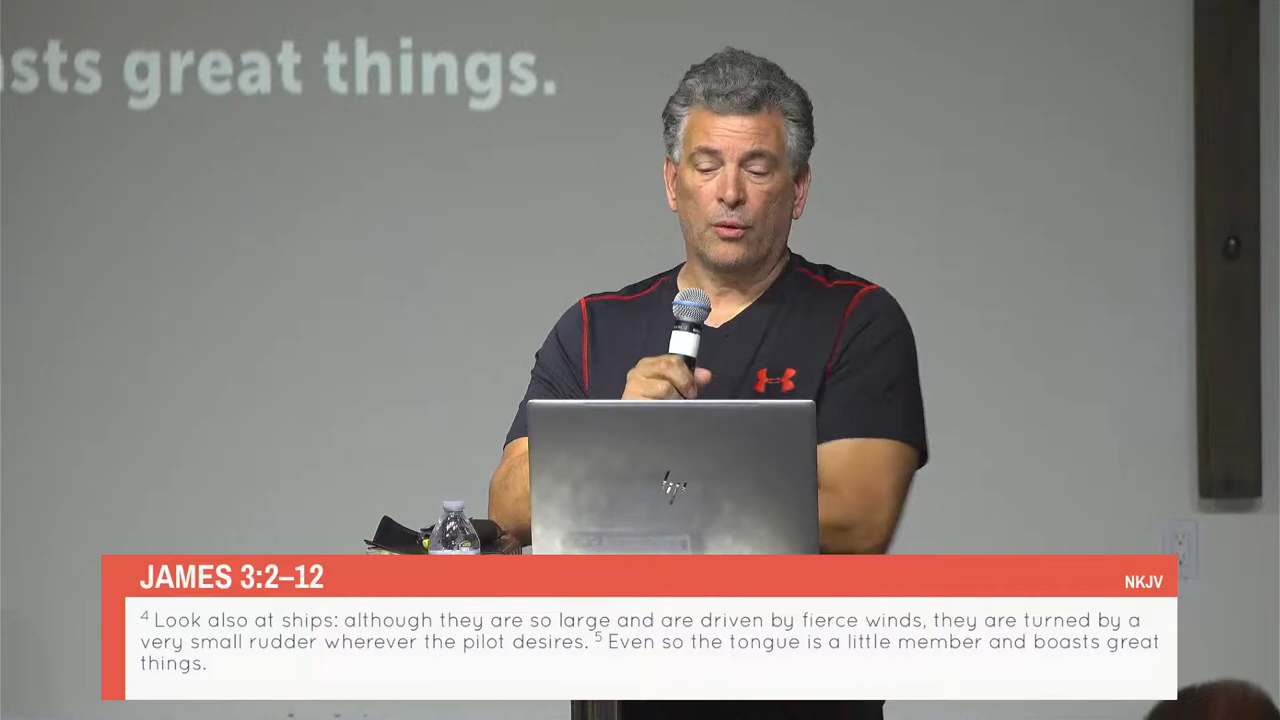 asts great things.
hp
JAMES 3:2–12
NKJV
4 Look also at ships: although they are so large and are driven by fierce winds, they are turned by a
very small rudder wherever the pilot desires. 5 Even so the tongue is a little member and boasts great
things.